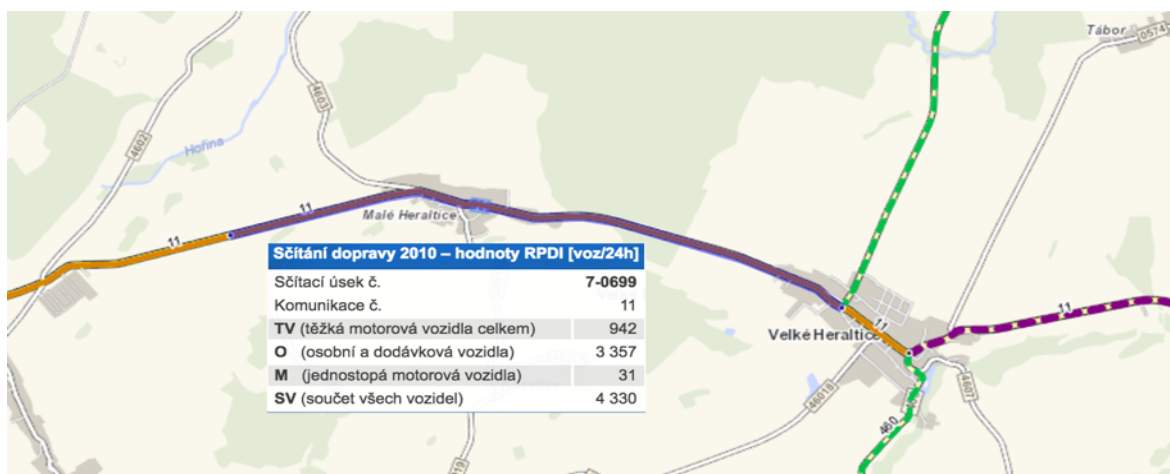 Tábor
0574
4603
4602
Hořina
11
Malé Heraltice
11
11
Sčítání dopravy 2010 – hodnoty RPDI [voz/24h]
Sčítací úsek č. 7-0699
Komunikace č. 11
TV (těžká motorová vozidla celkem) 942
O (osobní a dodávková vozidla) 3 357
M (jednostopá motorová vozidla) 31
SV (součet všech vozidel) 4 330
11
11
Velké Heraltice
46018
4607
460